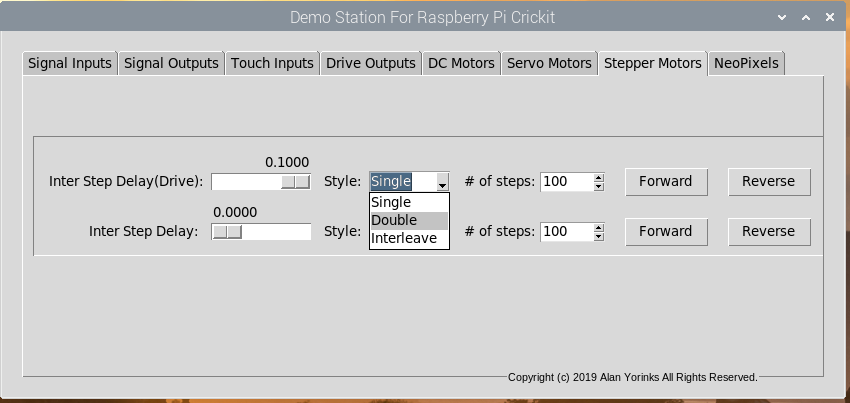 Demo Station For Raspberry Pi Crickit
Signal Inputs Signal Outputs Touch Inputs Drive Outputs DC Motors Servo Motors Stepper Motors NeoPixels
0.1000
Inter Step Delay(Drive): Style: Single # of steps: 100 Forward Reverse
Single
0.0000 Double
Inter Step Delay: Style: # of steps: 100 Forward Reverse
Interleave
Copyright (c) 2019 Alan Yorinks All Rights Reserved.